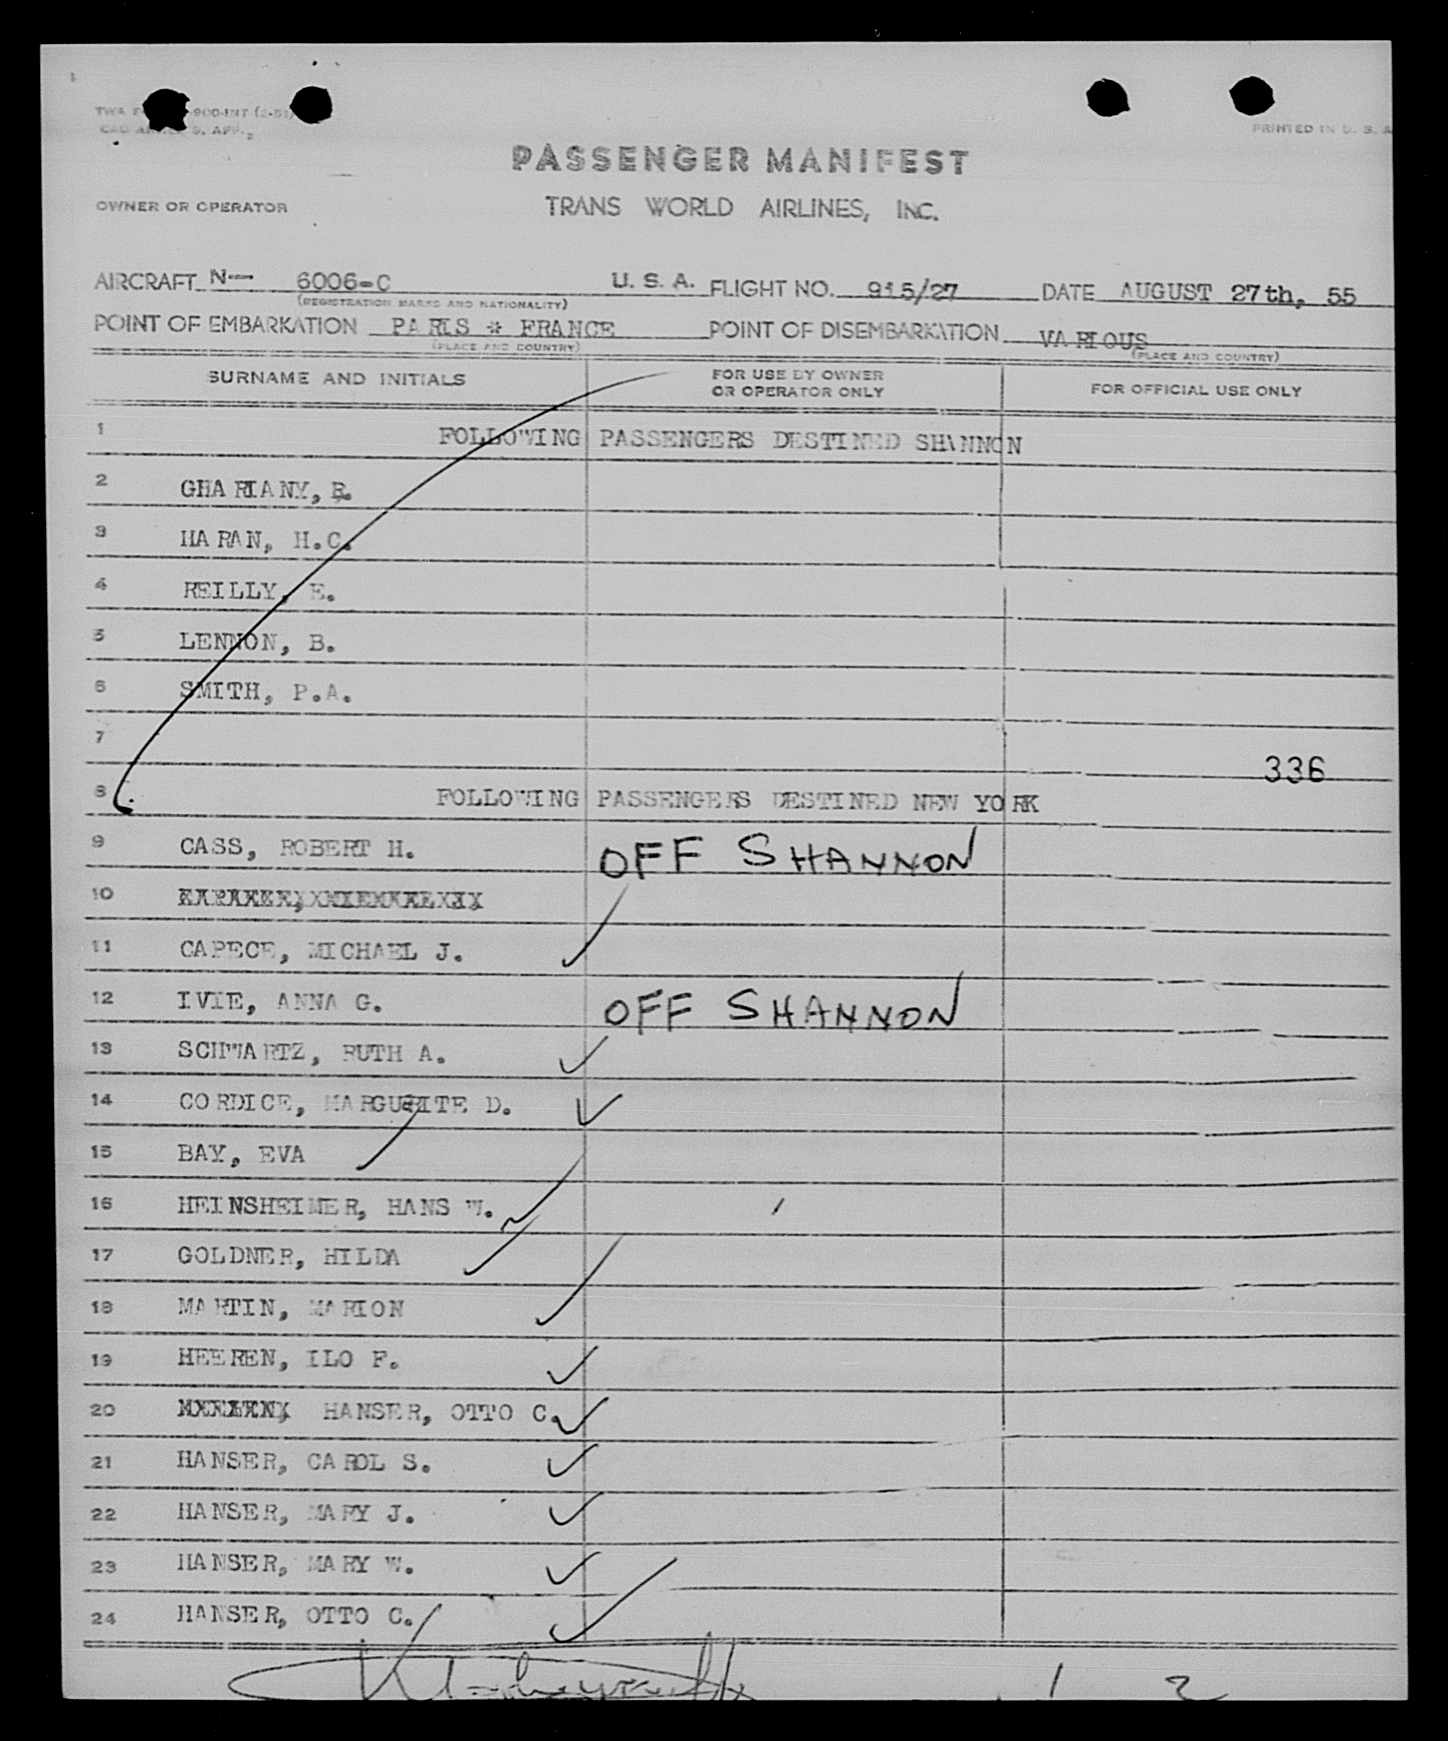 PRINTED IN U. S. A
PASSENGER MANIFEST
OWNER OR OPERATOR TRANS WORLD AIRLINES, INC.
AIRCRAFT N— 6006-C U. S. A. FLIGHT NO. 915/27 DATE AUGUST 27th, 55
(REGISTRATION MARKS AND NATIONALITY)
POINT OF EMBARKATION PARIS * FRANCE POINT OF DISEMBARKATION VARIOUS
(PLACE AND COUNTRY) (PLACE AND COUNTRY)
SURNAME AND INITIALS FOR USE BY OWNER OR OPERATOR ONLY FOR OFFICIAL USE ONLY
1 FOLLOWING PASSENGERS DESTINED SHANNON
2 GHARIANY, R.
3 HARAN, H.C.
4 REILLY, E.
5 LENNON, B.
6 SMITH, P.A.
7
336
8 FOLLOWING PASSENGERS DESTINED NEW YORK
9 CASS, ROBERT H. OFF SHANNON
10
11 CAPECE, MICHAEL J.
12 IVIE, ANNA G. OFF SHANNON
13 SCHWARTZ, RUTH A.
14 CORDICE, MARGUERITE D.
15 BAY, EVA
16 HEINSHEIMER, HANS W.
17 GOLDNER, HILDA
18 MARTIN, MARION
19 HEEREN, ILO F.
20 HANSER, OTTO C.
21 HANSER, CAROL S.
22 HANSER, MARY J.
23 HANSER, MARY W.
24 HANSER, OTTO C.
1 2